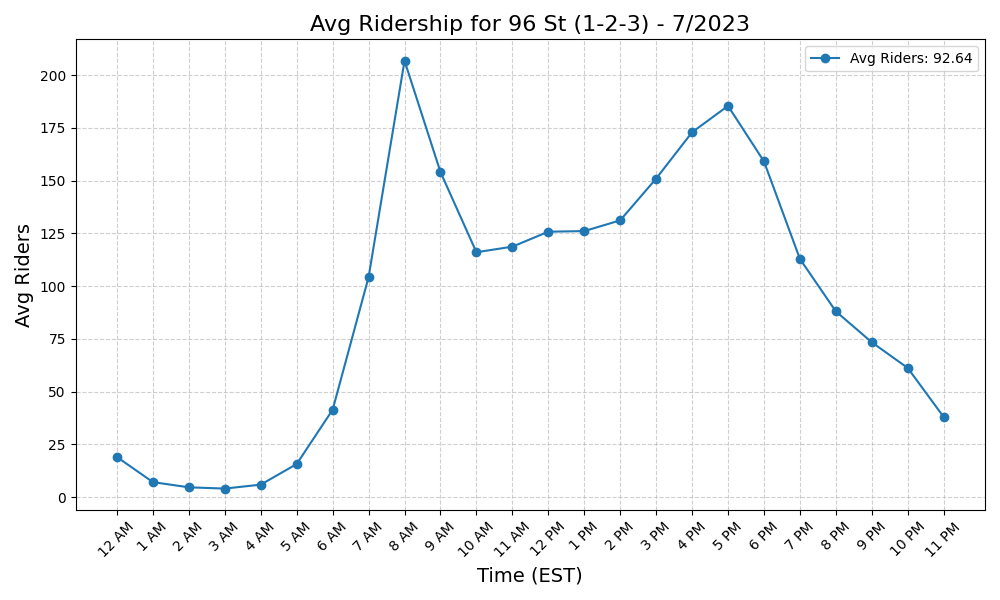 Avg Ridership for 96 St (1-2-3) - 7/2023
Avg Riders: 92.64
Avg Riders
200
175
150
125
100
75
50
25
0
12 AM
1 AM
2 AM
3 AM
4 AM
5 AM
6 AM
7 AM
8 AM
9 AM
10 AM
11 AM
12 PM
1 PM
2 PM
3 PM
4 PM
5 PM
6 PM
7 PM
8 PM
9 PM
10 PM
11 PM
Time (EST)